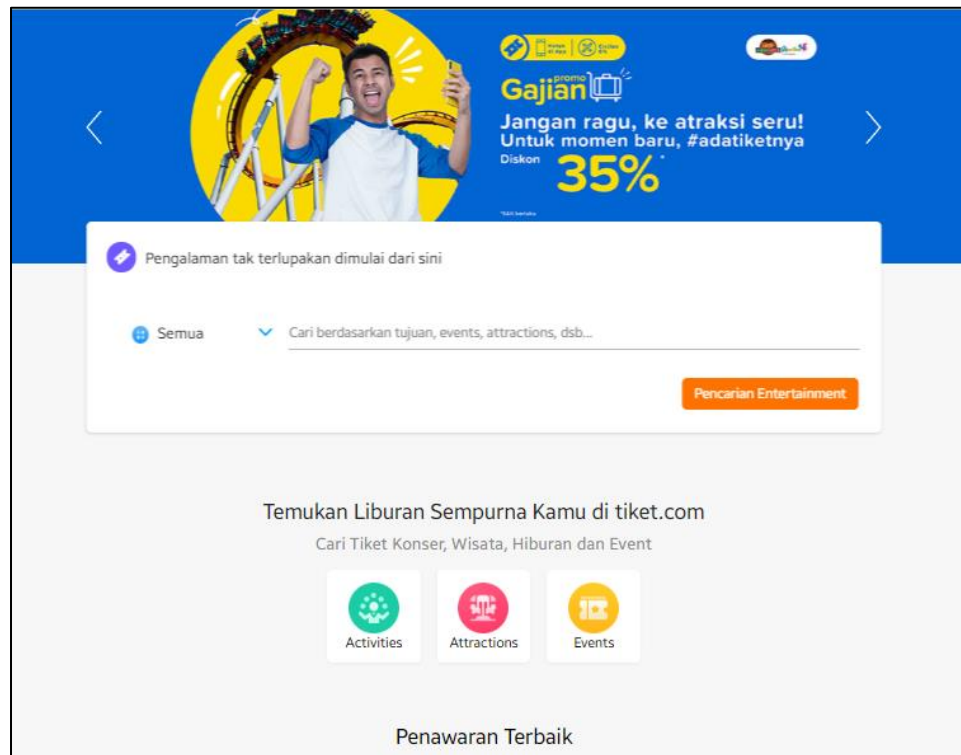 promo
Gajian
Jangan ragu, ke atraksi seru!
Untuk momen baru, #adatiketnya
Diskon
35%*
*S&K berlaku
Pengalaman tak terlupakan dimulai dari sini
Semua
Cari berdasarkan tujuan, events, attractions, dsb...
Pencarian Entertainment
Temukan Liburan Sempurna Kamu di tiket.com
Cari Tiket Konser, Wisata, Hiburan dan Event
Activities
Attractions
Events
Penawaran Terbaik